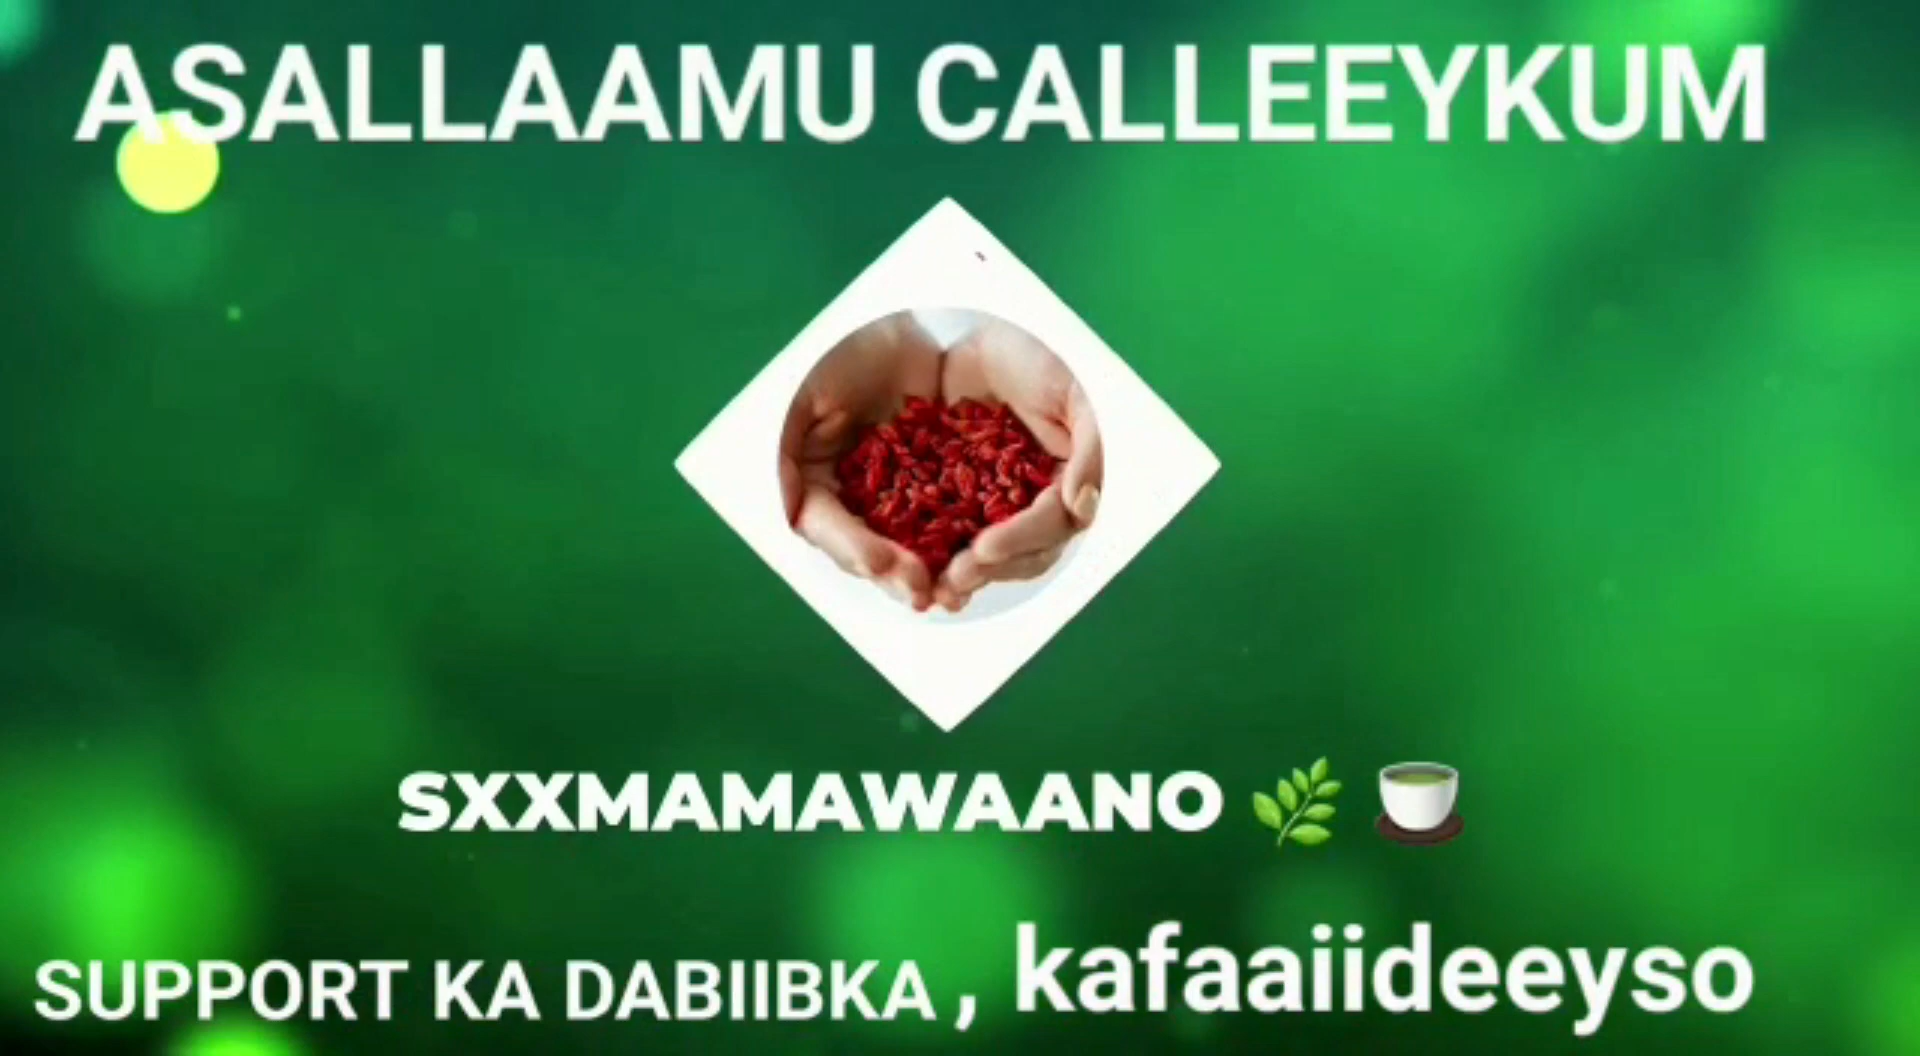 ASALLAAMU CALLEEYKUM
SXXMAMAWAANO 🌿 🍵
SUPPORT KA DABIIBKA , kafaaiideeyso